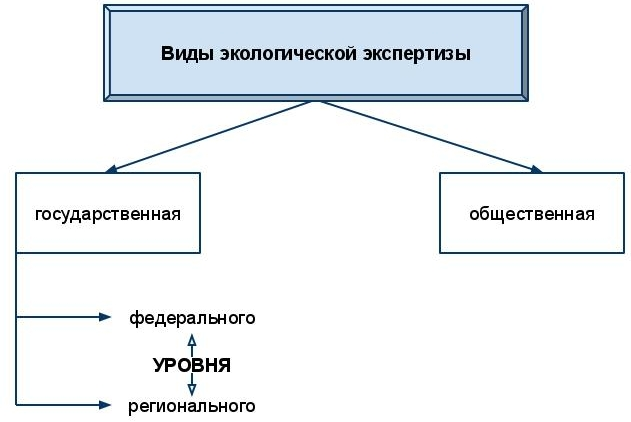 Виды экологической экспертизы
государственная
общественная
федерального
УРОВНЯ
регионального